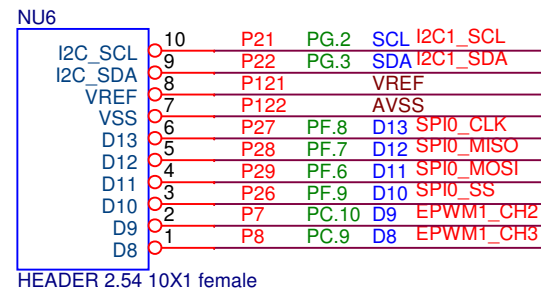 NU6
I2C_SCL 10 P21 PG.2 SCL I2C1_SCL
I2C_SDA 9 P22 PG.3 SDA I2C1_SDA
VREF 8 P121 VREF
VSS 7 P122 AVSS
D13 6 P27 PF.8 D13 SPI0_CLK
D12 5 P28 PF.7 D12 SPI0_MISO
D11 4 P29 PF.6 D11 SPI0_MOSI
D10 3 P26 PF.9 D10 SPI0_SS
D9 2 P7 PC.10 D9 EPWM1_CH2
D8 1 P8 PC.9 D8 EPWM1_CH3
HEADER 2.54 10X1 female